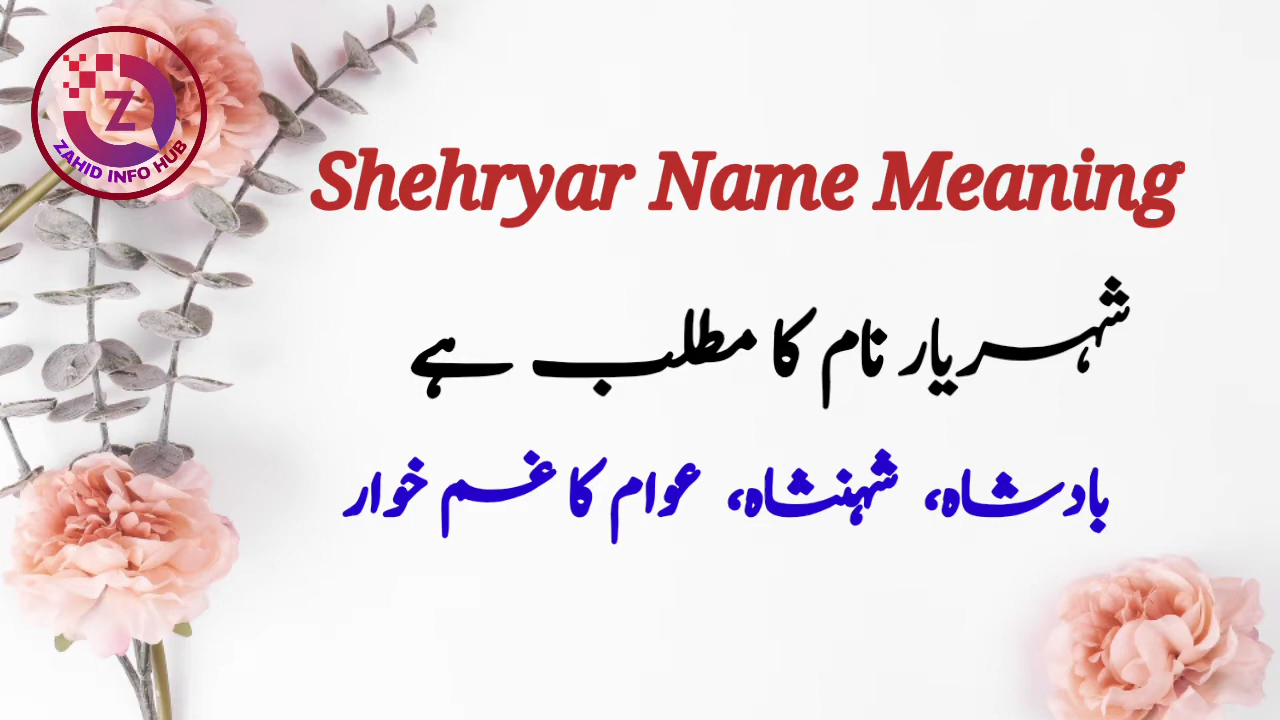 Z
ZAHID INFO HUB
Shehryar Name Meaning
شہریار نام کا مطلب ہے
بادشاہ، شہنشاہ، عوام کا غم خوار